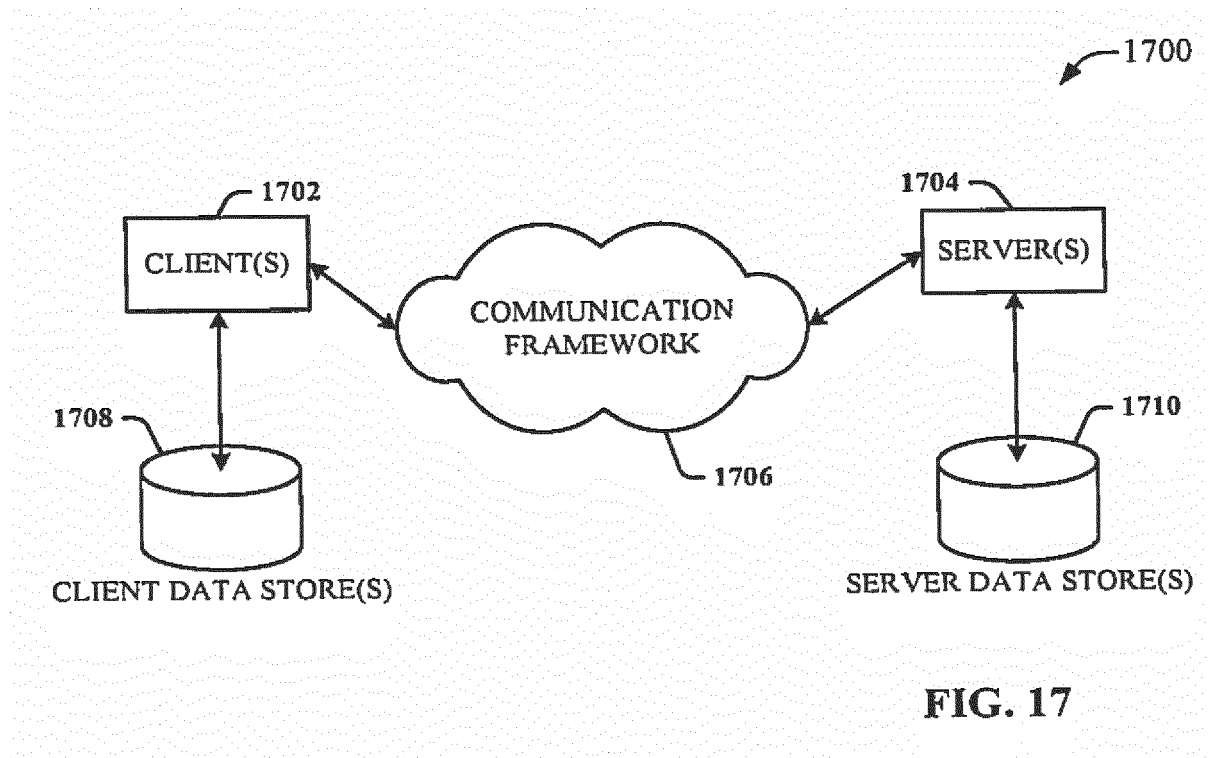 1700
1702
1704
CLIENT(S)
SERVER(S)
COMMUNICATION
FRAMEWORK
1708
1710
1706
CLIENT DATA STORE(S)
SERVER DATA STORE(S)
FIG. 17